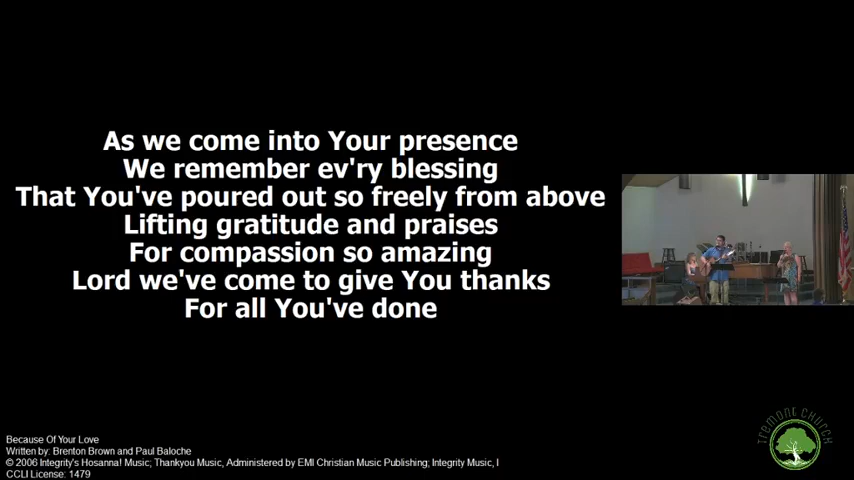 As we come into Your presence
We remember ev'ry blessing
That You've poured out so freely from above
Lifting gratitude and praises
For compassion so amazing
Lord we've come to give You thanks
For all You've done
TREMONT CHURCH
Because Of Your Love
Written by: Brenton Brown and Paul Baloche
© 2006 Integrity's Hosanna! Music; Thankyou Music, Administered by EMI Christian Music Publishing; Integrity Music, I
CCLI License: 1479